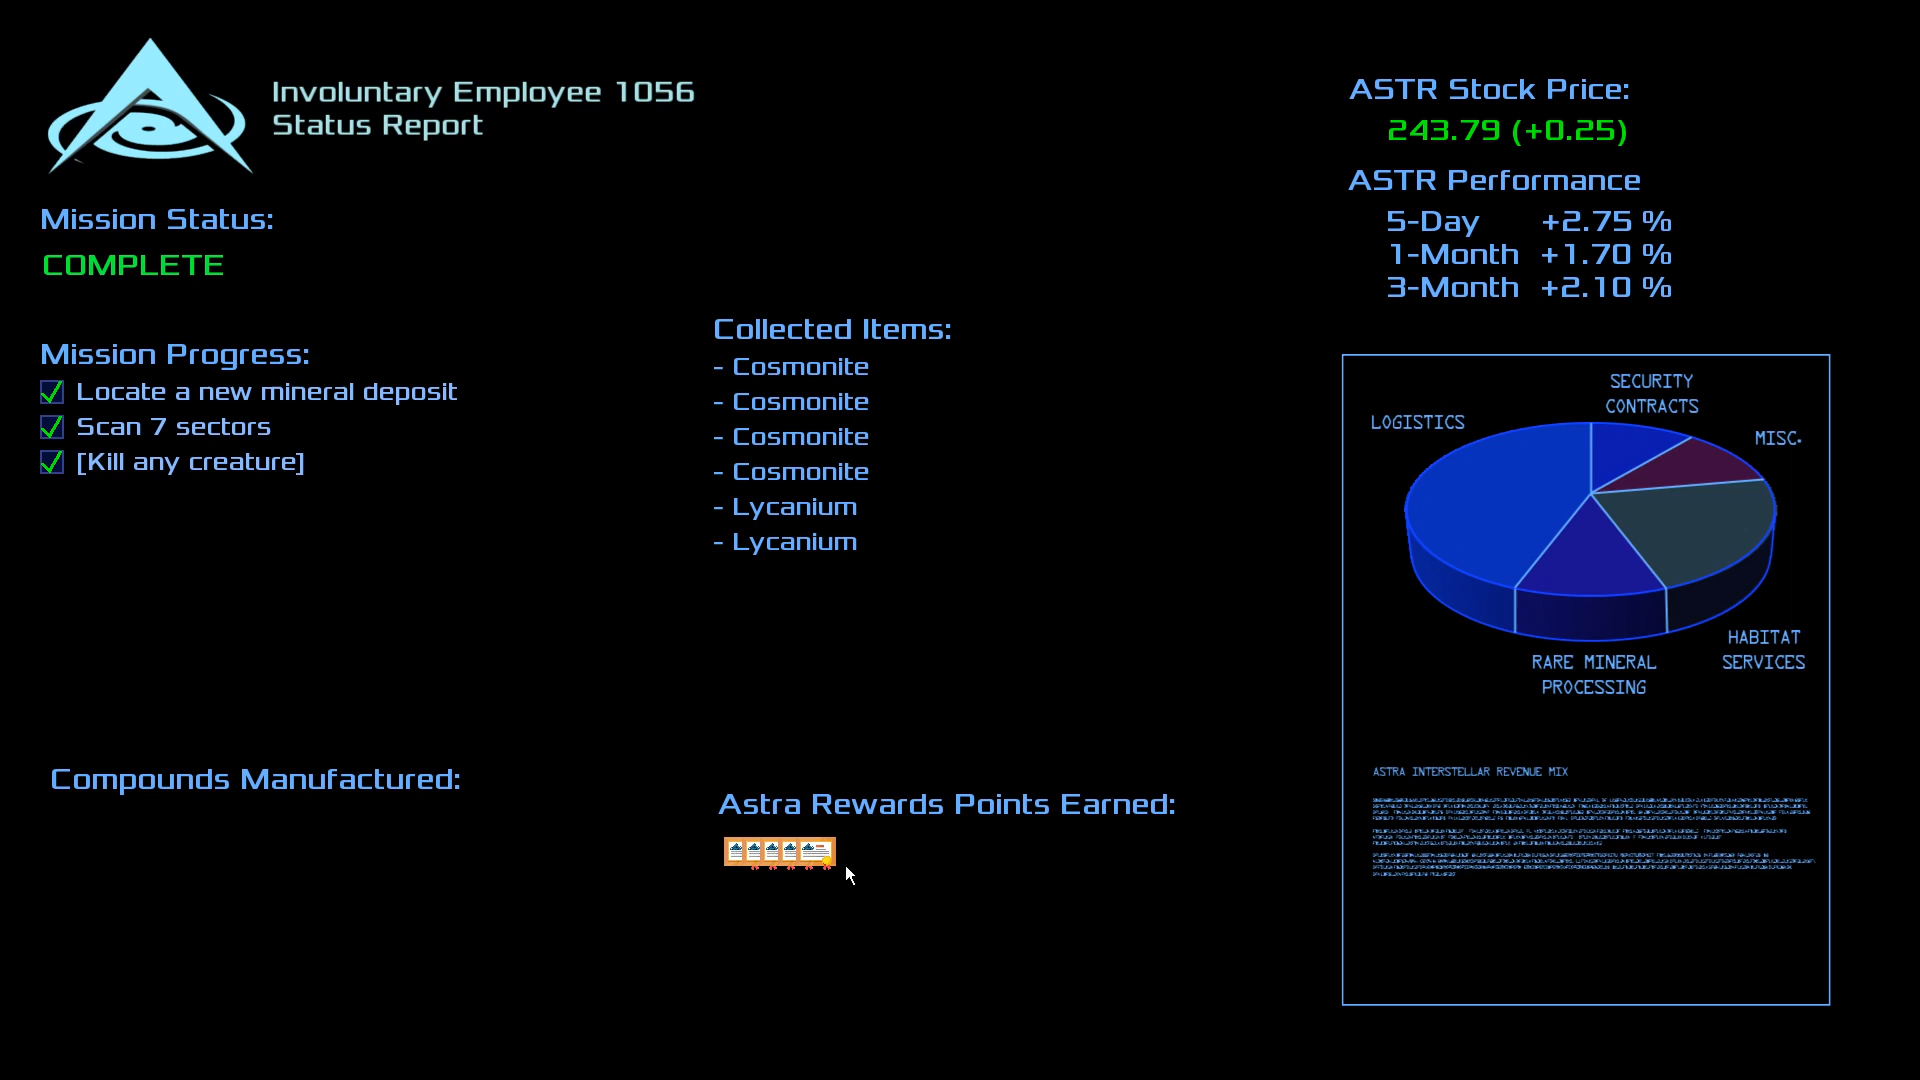 Involuntary Employee 1056
Status Report
Mission Status:
COMPLETE
Mission Progress:
Locate a new mineral deposit
Scan 7 sectors
[Kill any creature]
Compounds Manufactured:
Collected Items:
- Cosmonite
- Cosmonite
- Cosmonite
- Cosmonite
- Lycanium
- Lycanium
Astra Rewards Points Earned:
ASTR Stock Price:
243.79 (+0.25)
ASTR Performance
5-Day +2.75 %
1-Month +1.70 %
3-Month +2.10 %
SECURITY
CONTRACTS
LOGISTICS
MISC.
HABITAT
SERVICES
RARE MINERAL
PROCESSING
ASTRA INTERSTELLAR REVENUE MIX